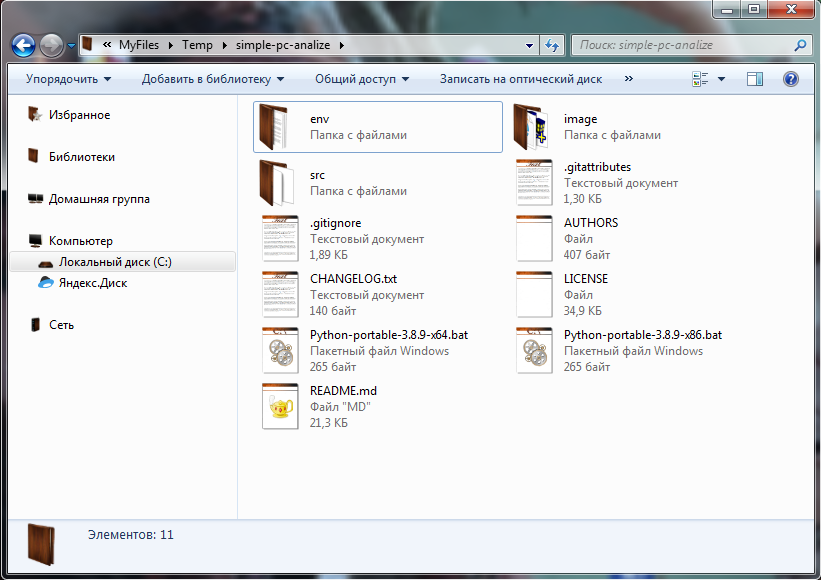 « MyFiles Temp simple-pc-analize
Поиск: simple-pc-analize
Упорядочить Добавить в библиотеку Общий доступ Записать на оптический диск »
Избранное
Библиотеки
Домашняя группа
Компьютер
Локальный диск (C:)
Яндекс.Диск
Сеть
env
Папка с файлами
image
Папка с файлами
src
Папка с файлами
.gitattributes
Текстовый документ
1,30 КБ
.gitignore
Текстовый документ
1,89 КБ
AUTHORS
Файл
407 байт
CHANGELOG.txt
Текстовый документ
140 байт
LICENSE
Файл
34,9 КБ
Python-portable-3.8.9-x64.bat
Пакетный файл Windows
265 байт
Python-portable-3.8.9-x86.bat
Пакетный файл Windows
265 байт
README.md
Файл "MD"
21,3 КБ
Элементов: 11